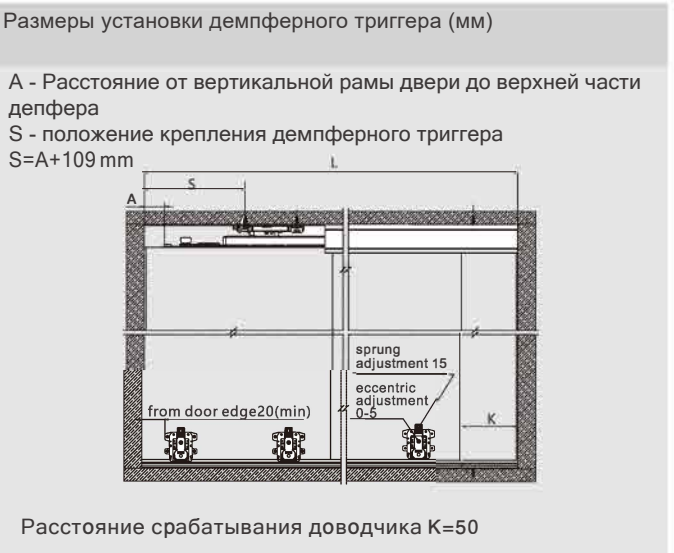 Размеры установки демпферного триггера (мм)
A - Расстояние от вертикальной рамы двери до верхней части
депфера
S - положение крепления демпферного триггера
S=A+109 mm
L
S
A
sprung
adjustment 15
eccentric
adjustment
0-5
from door edge20(min)
K
Расстояние срабатывания доводчика K=50